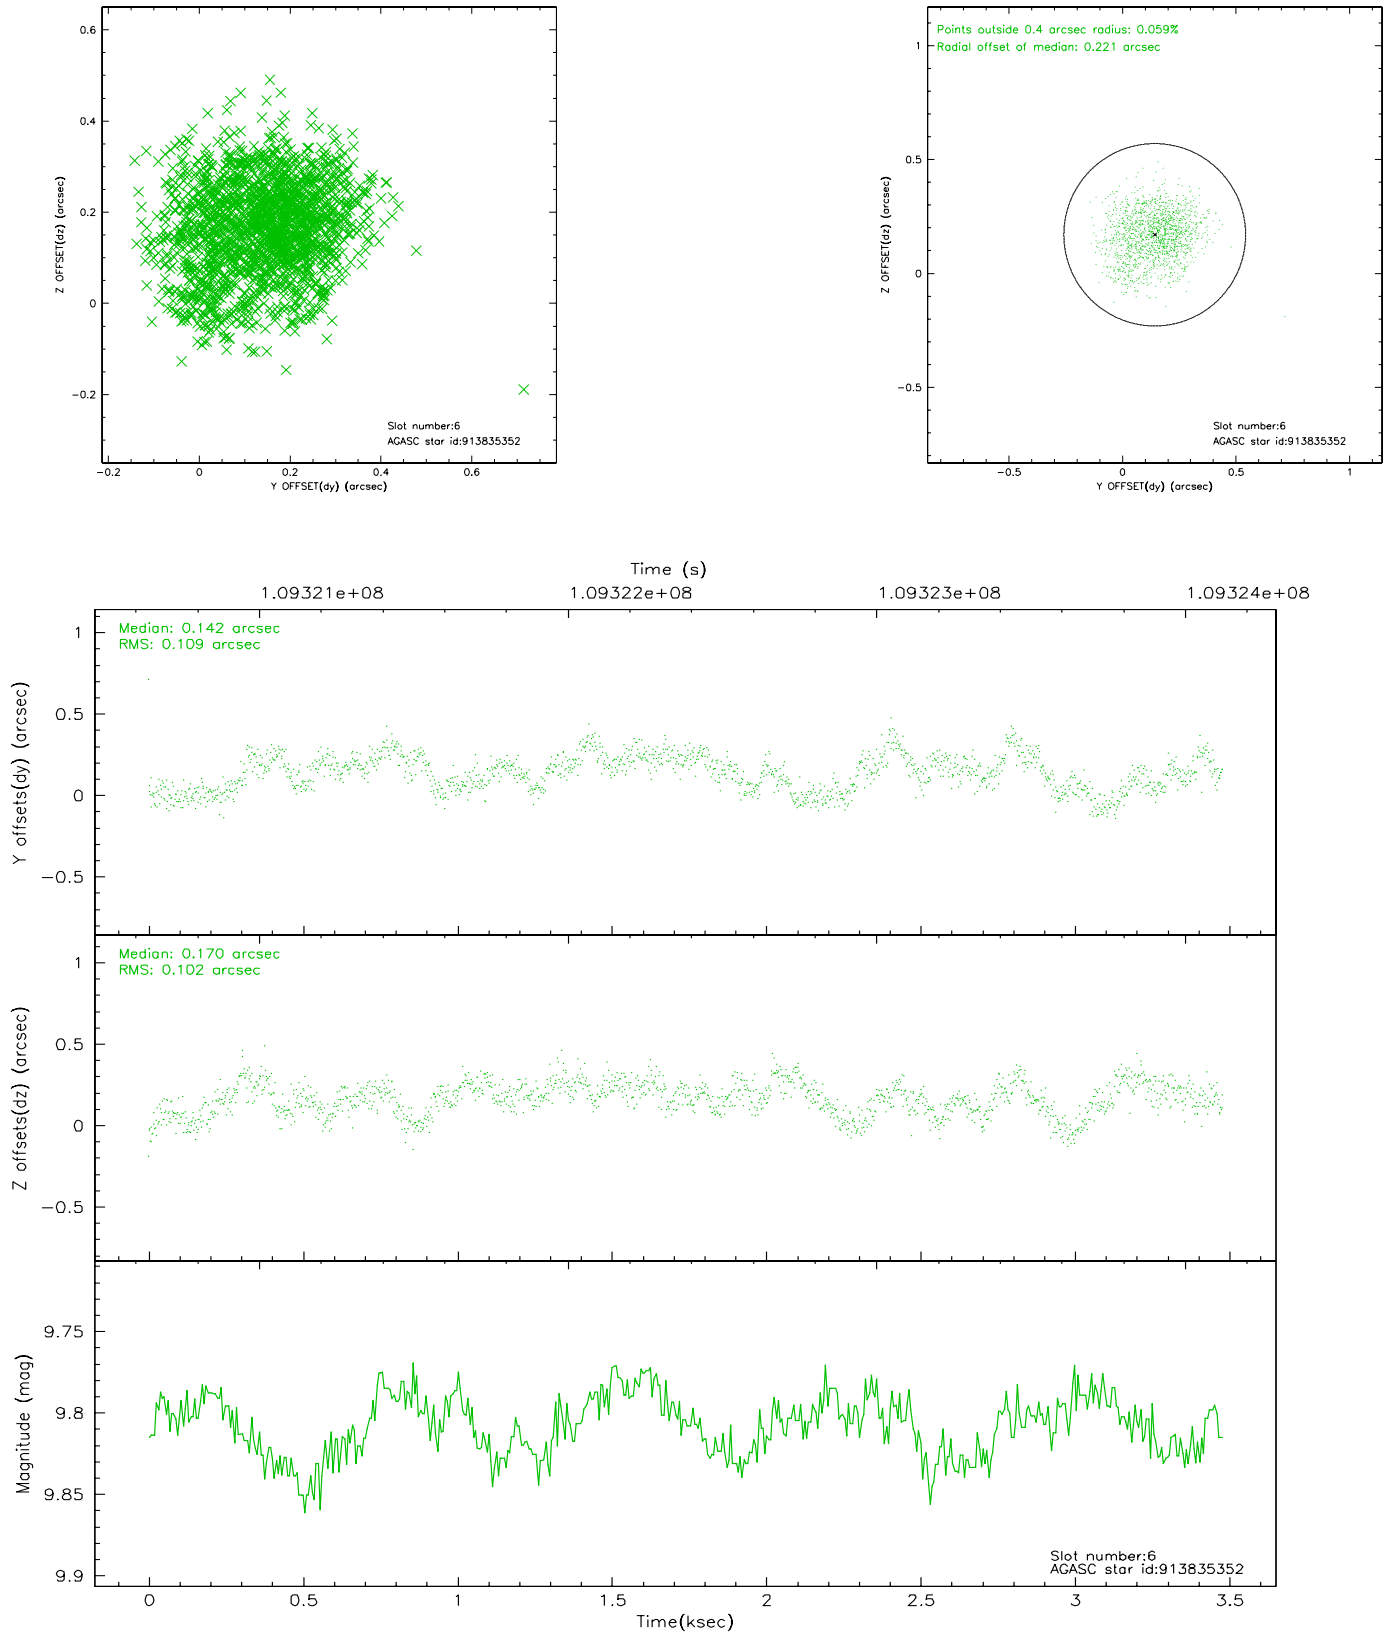 0.6
0.4
0.2
0
−0.2
Z OFFSET(dz) (arcsec)
Slot number:6
AGASC star id:913835352
−0.2 0 0.2 0.4 0.6
Y OFFSET(dy) (arcsec)
Points outside 0.4 arcsec radius: 0.059%
Radial offset of median: 0.221 arcsec
1
0.5
0
−0.5
Z OFFSET(dz) (arcsec)
Slot number:6
AGASC star id:913835352
−0.5 0 0.5 1
Y OFFSET(dy) (arcsec)
Time (s)
1.09321e+08 1.09322e+08 1.09323e+08 1.09324e+08
Median: 0.142 arcsec
RMS: 0.109 arcsec
1
0.5
0
−0.5
Y offsets(dy) (arcsec)
Median: 0.170 arcsec
RMS: 0.102 arcsec
1
0.5
0
−0.5
Z offsets(dz) (arcsec)
9.75
9.8
9.85
9.9
Magnitude (mag)
Slot number:6
AGASC star id:913835352
0 0.5 1 1.5 2 2.5 3 3.5
Time(ksec)